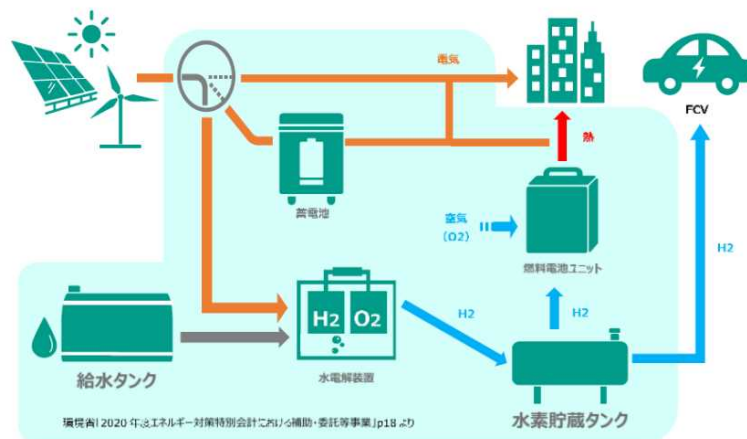 電気
FCV
熱
蓄電池
空気
(O2)
燃料電池ユニット
H2
H2 O2
H2
H2
給水タンク
水電解装置
水素貯蔵タンク
環境省「2020年度エネルギー対策特別会計における補助・委託等事業」p18より